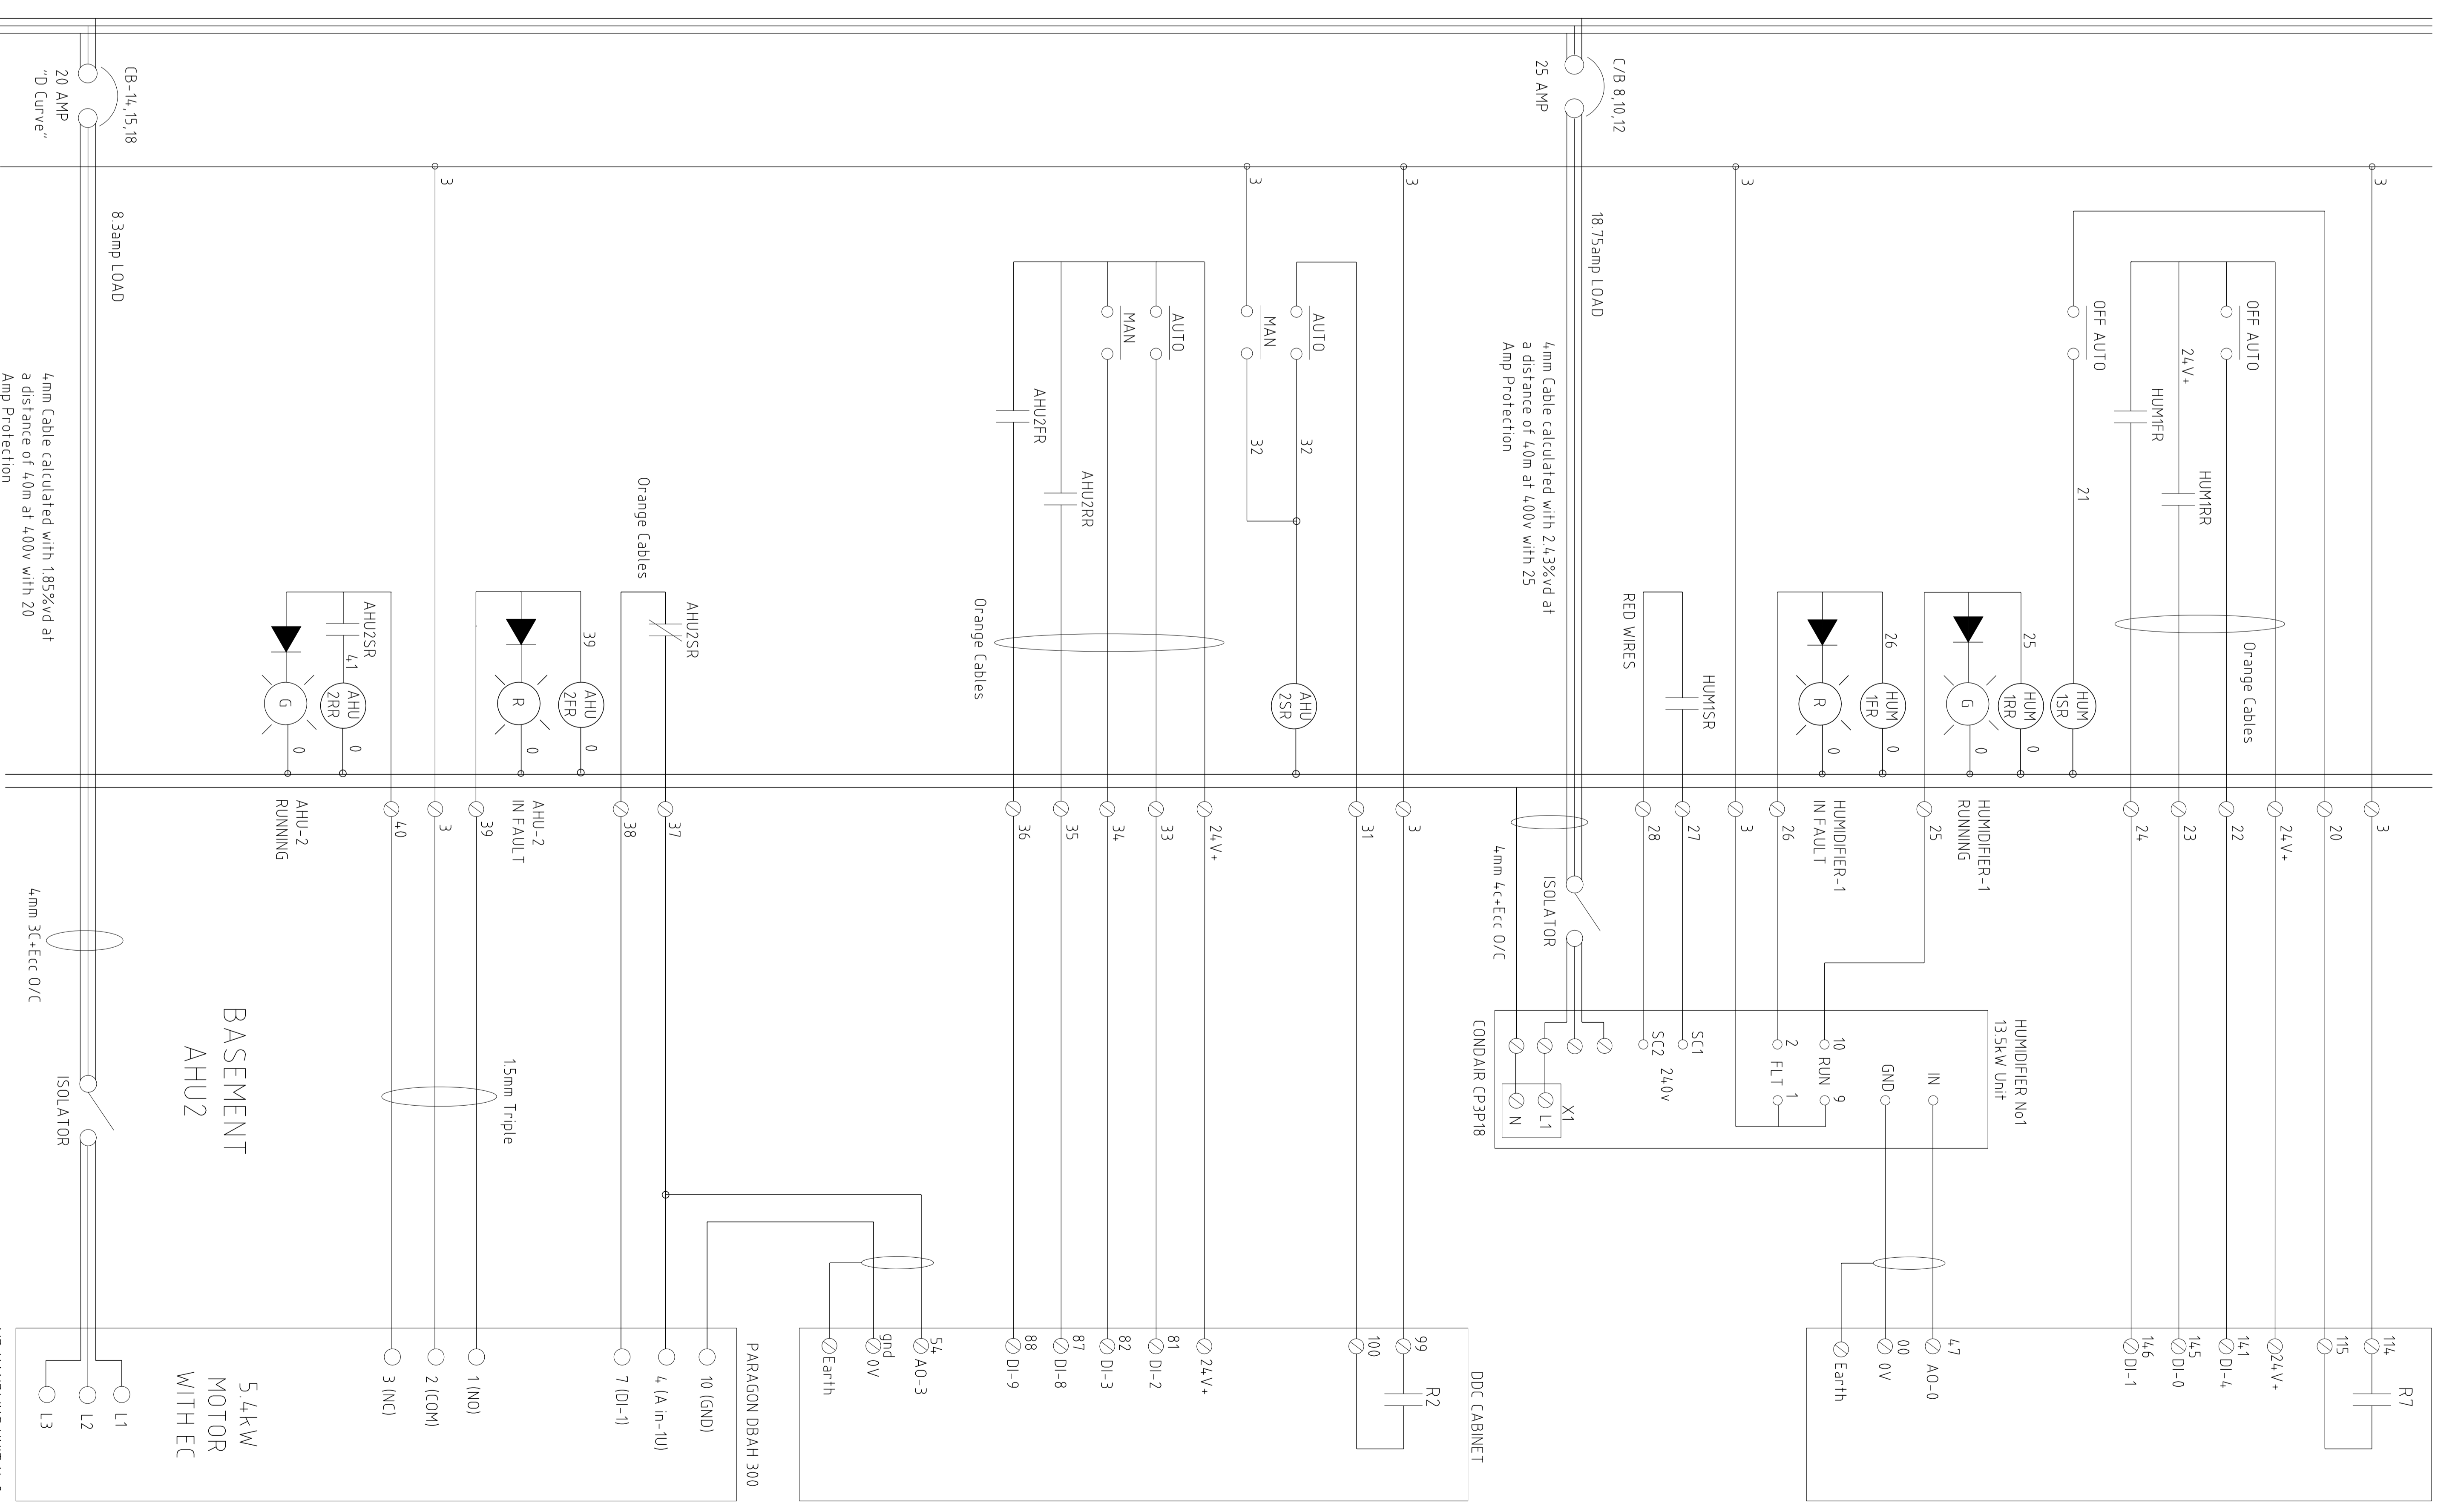 3
3
114
R7
20
115
OFF AUTO
24V+
24V+
OFF AUTO
22
141
DI-4
24V+
HUM1RR
23
145
DI-0
HUM1FR
24
146
DI-1
Orange Cables
21
HUM
1SR
25
HUM
1RR
0
G
0
HUMIDIFIER-1
RUNNING
25
26
HUM
1FR
0
R
0
HUMIDIFIER-1
IN FAULT
26
3
3
HUM1SR
27
28
RED WIRES
HUMIDIFIER No1
13.5kW Unit
IN
GND
10
RUN
9
2
FLT
1
SC1
SC2
240v
X1
L1
N
CONDAIR CP3P18
47
AO-0
00
0V
Earth
C/B 8,10,12
25 AMP
18.75amp LOAD
4mm Cable calculated with 2.43%vd at
a distance of 40m at 400v with 25
Amp Protection
ISOLATOR
4mm 4c+Ecc O/C
DDC CABINET
3
3
99
R2
31
100
AUTO
32
3
MAN
32
AHU
2SR
24V+
24V+
AUTO
33
81
DI-2
MAN
34
82
DI-3
AHU2RR
35
87
DI-8
AHU2FR
36
88
DI-9
Orange Cables
54
AO-3
gnd
0V
Earth
PARAGON DBAH 300
10 (GND)
AHU2SR
37
4 (A in-1U)
Orange Cables
38
7 (DI-1)
39
AHU
2FR
0
R
0
AHU-2
IN FAULT
39
1.5mm Triple
1 (NO)
3
3
2 (COM)
40
3 (NC)
AHU2SR
41
AHU
2RR
0
G
0
AHU-2
RUNNING
BASEMENT
AHU2
5.4kW
MOTOR
WITH EC
CB-14,15,18
20 AMP
"D Curve"
8.3amp LOAD
4mm Cable calculated with 1.85%vd at
a distance of 40m at 400v with 20
Amp Protection
4mm 3C+Ecc O/C
ISOLATOR
L1
L2
L3